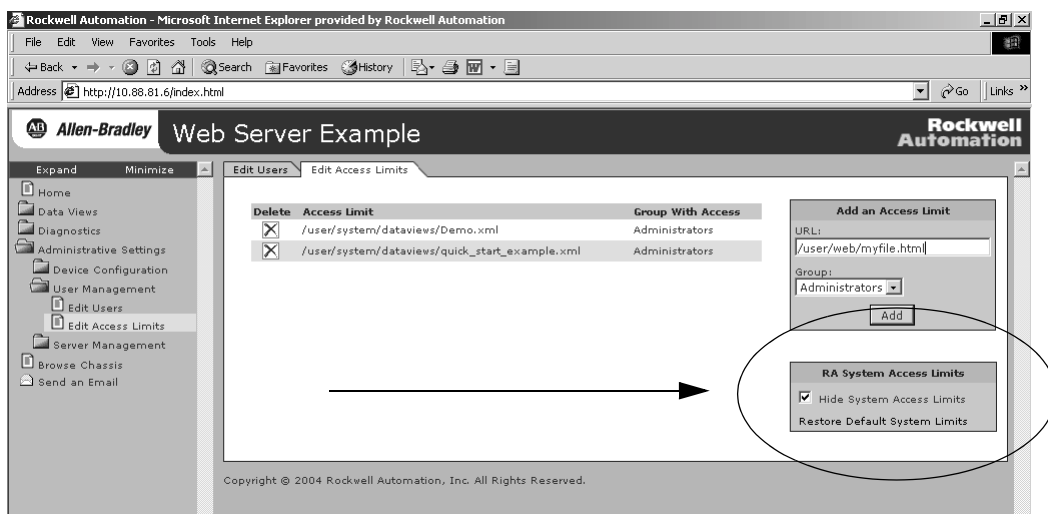 Rockwell Automation - Microsoft Internet Explorer provided by Rockwell Automation
File Edit View Favorites Tools Help
Back Search Favorites History
Address http://10.88.81.6/index.html Go Links »
AB Allen-Bradley Web Server Example Rockwell Automation
Expand Minimize
Home
Data Views
Diagnostics
Administrative Settings
Device Configuration
User Management
Edit Users
Edit Access Limits
Server Management
Browse Chassis
Send an Email
Edit Users Edit Access Limits
Delete Access Limit Group With Access
/user/system/dataviews/Demo.xml Administrators
/user/system/dataviews/quick_start_example.xml Administrators
Add an Access Limit
URL:
/user/web/myfile.html
Group:
Administrators
Add
RA System Access Limits
Hide System Access Limits
Restore Default System Limits
Copyright © 2004 Rockwell Automation, Inc. All Rights Reserved.